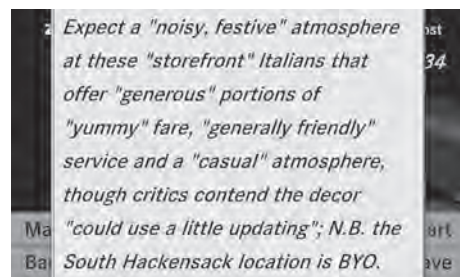 Expect a "noisy, festive" atmosphere
at these "storefront" Italians that
offer "generous" portions of
"yummy" fare, "generally friendly"
service and a "casual" atmosphere,
though critics contend the decor
"could use a little updating"; N.B. the
South Hackensack location is BYO.
34